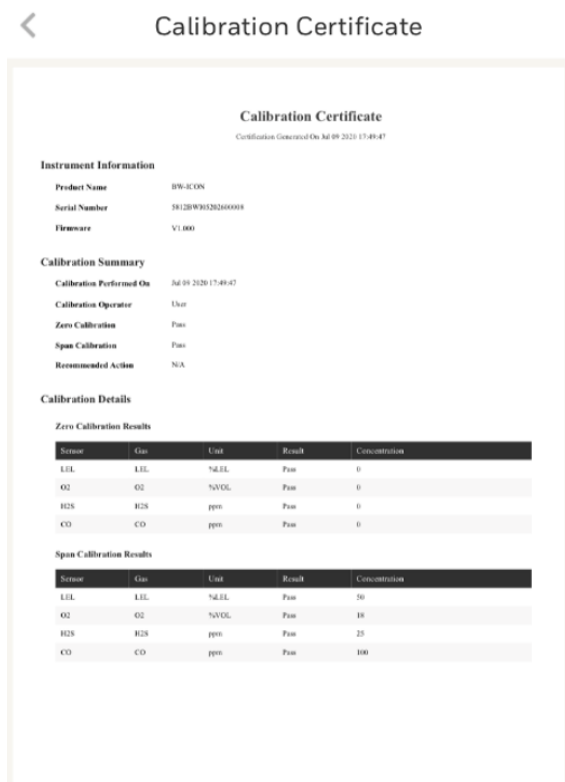 Calibration Certificate
Calibration Certificate
Certification Generated On Jul 09 2020 17:49:47
Instrument Information
Product Name BW-ICON
Serial Number
Firmware V1.000
Calibration Summary
Calibration Performed On Jul 09 2020 17:49:47
Calibration Operator User
Zero Calibration Pass
Span Calibration Pass
Recommended Action N/A
Calibration Details
Zero Calibration Results
Sensor Gas Unit Result Concentration
LEL LEL %LEL Pass 0
O2 O2 %VOL Pass 0
H2S H2S ppm Pass 0
CO CO ppm Pass 0
Span Calibration Results
Sensor Gas Unit Result Concentration
LEL LEL %LEL Pass 50
O2 O2 %VOL Pass 18
H2S H2S ppm Pass 25
CO CO ppm Pass 100